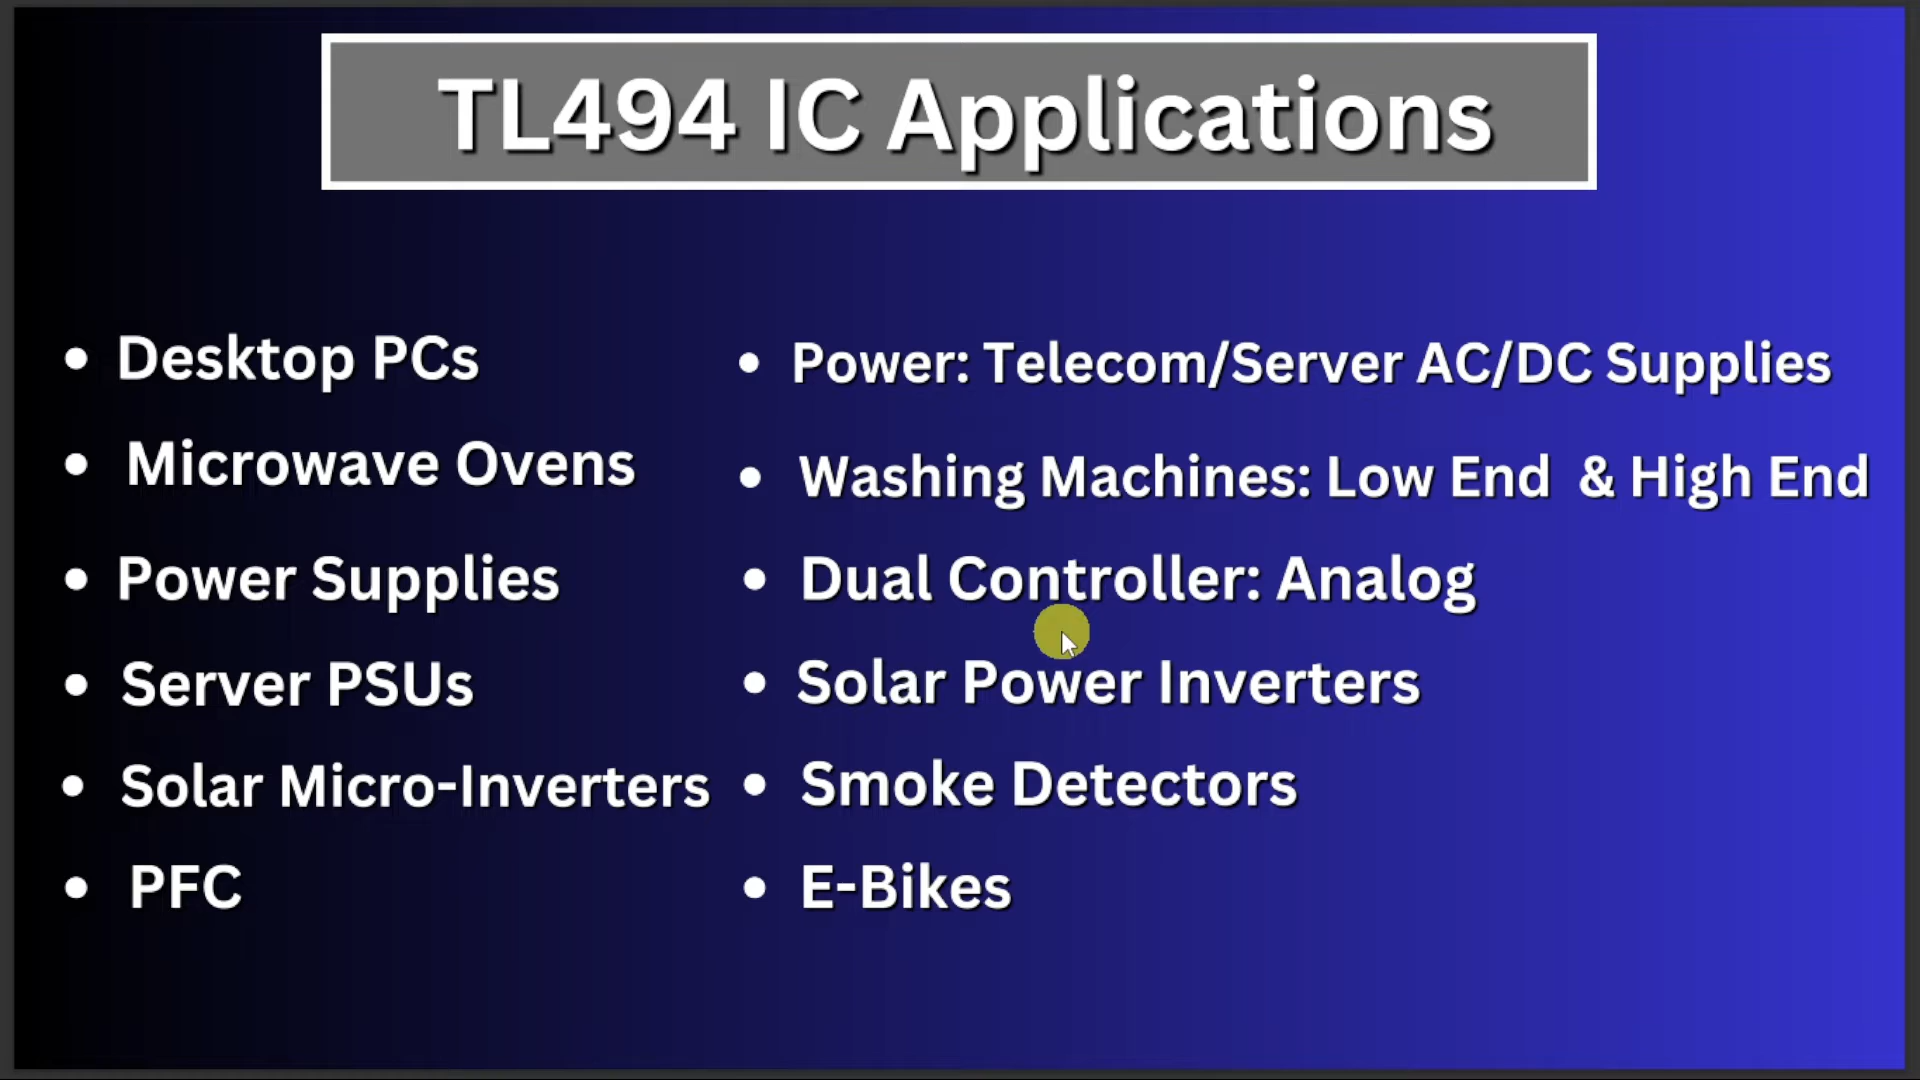 TL494 IC Applications
• Desktop PCs
• Microwave Ovens
• Power Supplies
• Server PSUs
• Solar Micro-Inverters
• PFC
• Power: Telecom/Server AC/DC Supplies
• Washing Machines: Low End & High End
• Dual Controller: Analog
• Solar Power Inverters
• Smoke Detectors
• E-Bikes